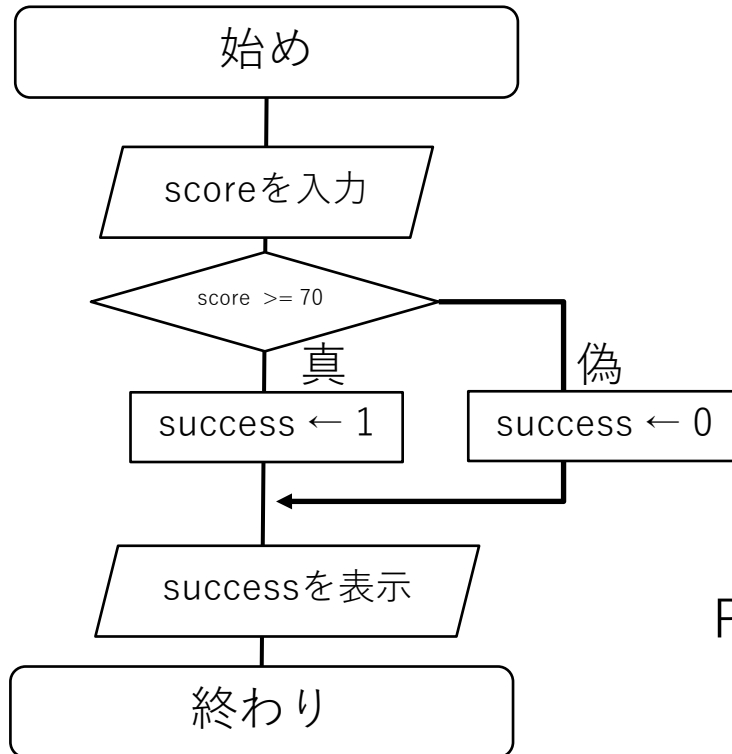 始め
scoreを入力
score >= 70
真
偽
success ← 1
success ← 0
successを表示
終わり